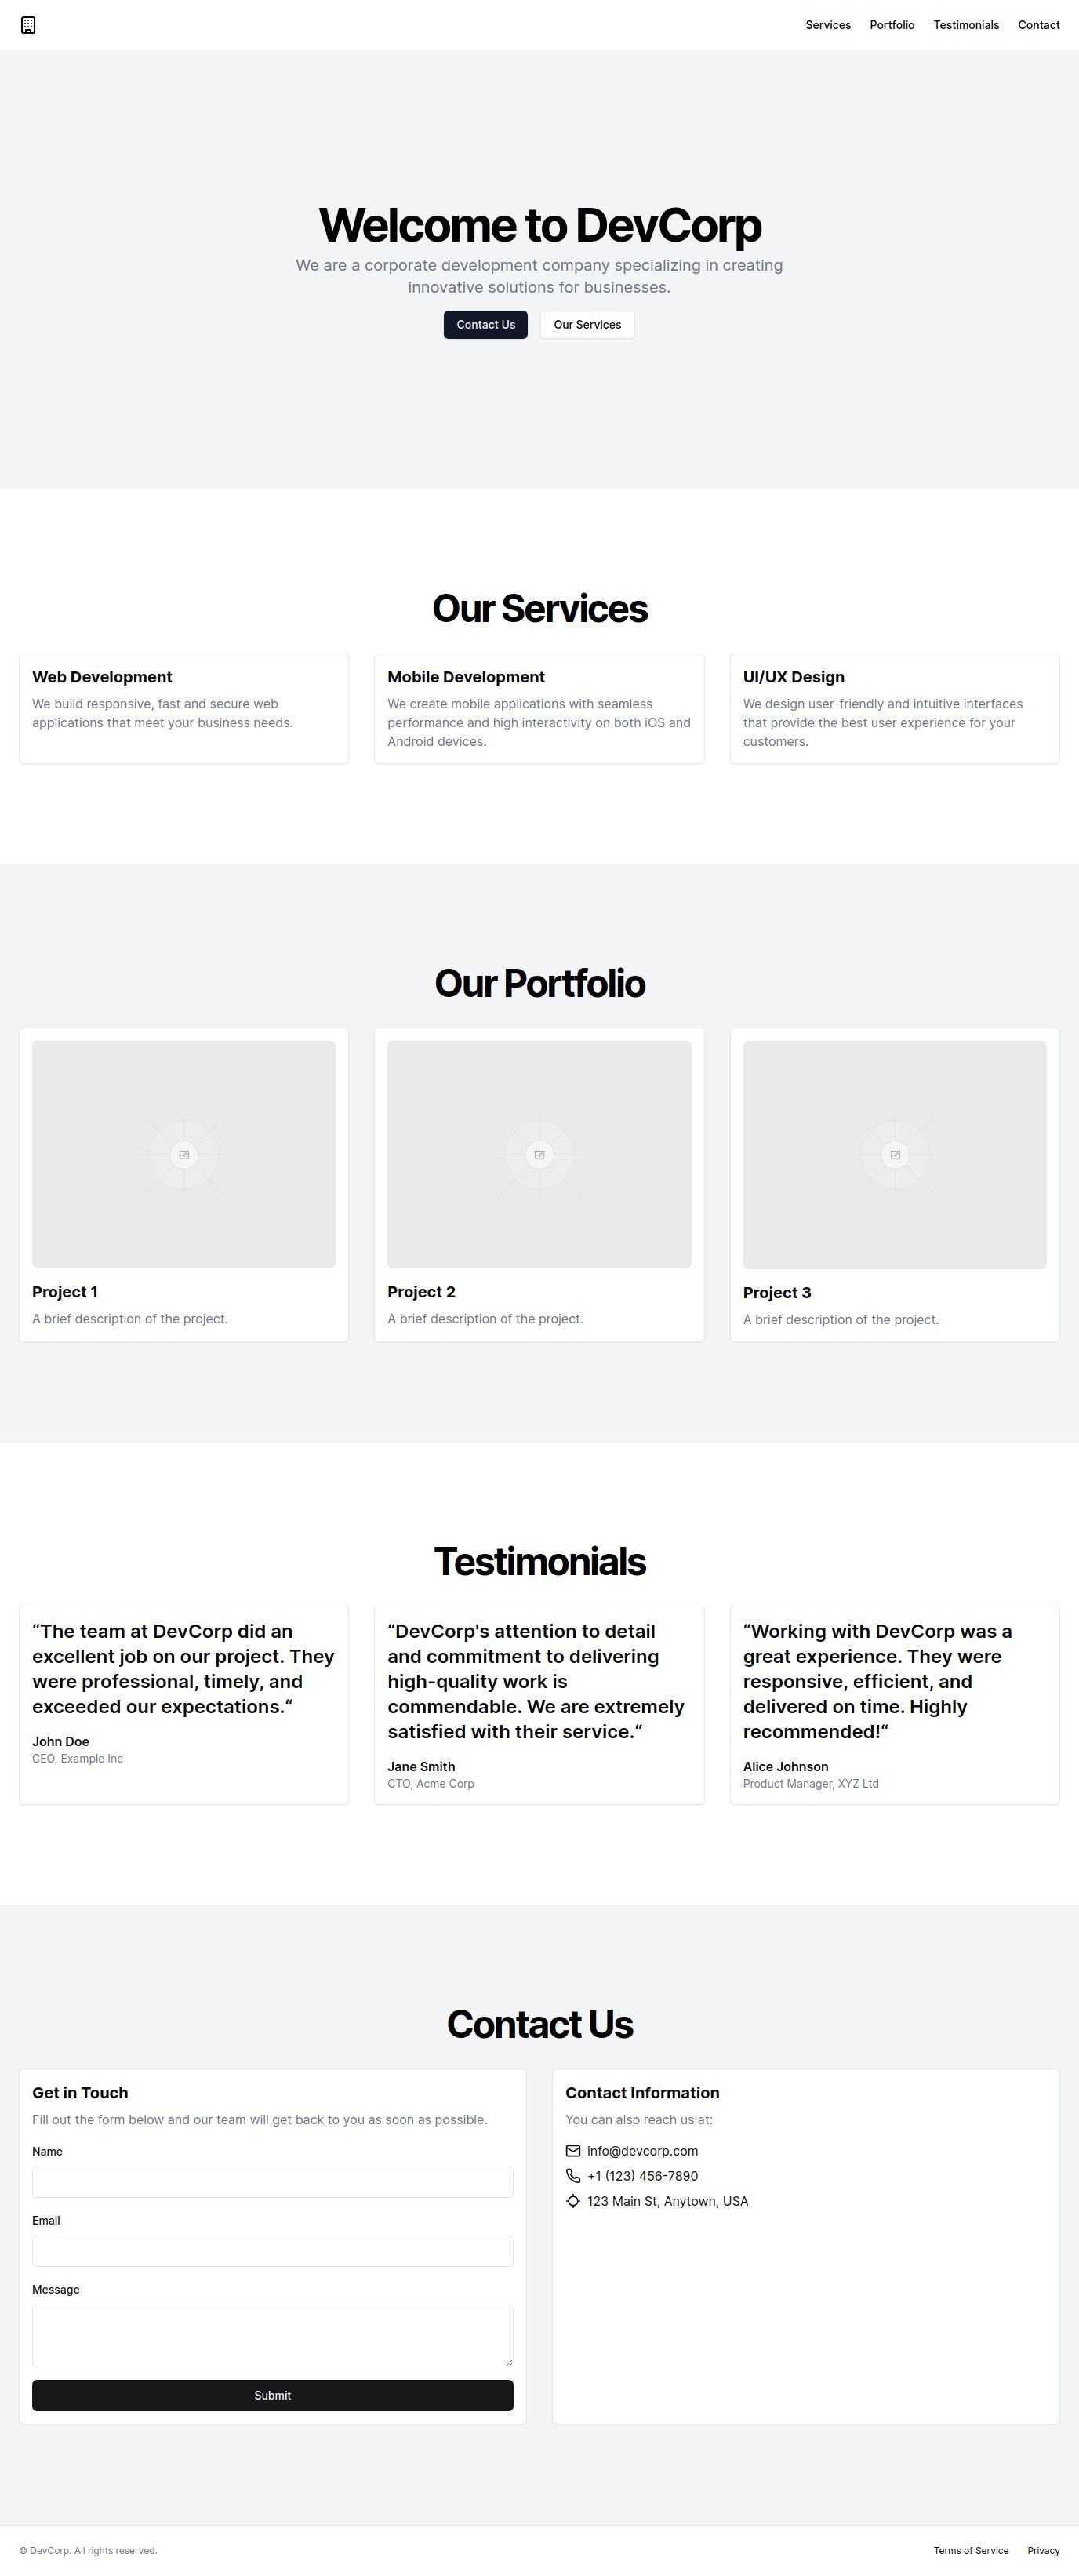 Services Portfolio Testimonials Contact
Welcome to DevCorp
We are a corporate development company specializing in creating
innovative solutions for businesses.
Contact Us Our Services
Our Services
Web Development
We build responsive, fast and secure web
applications that meet your business needs.
Mobile Development
We create mobile applications with seamless
performance and high interactivity on both iOS and
Android devices.
UI/UX Design
We design user-friendly and intuitive interfaces
that provide the best user experience for your
customers.
Our Portfolio
Project 1
A brief description of the project.
Project 2
A brief description of the project.
Project 3
A brief description of the project.
Testimonials
“The team at DevCorp did an
excellent job on our project. They
were professional, timely, and
exceeded our expectations.“
John Doe
CEO, Example Inc
“DevCorp's attention to detail
and commitment to delivering
high-quality work is
commendable. We are extremely
satisfied with their service.“
Jane Smith
CTO, Acme Corp
“Working with DevCorp was a
great experience. They were
responsive, efficient, and
delivered on time. Highly
recommended!“
Alice Johnson
Product Manager, XYZ Ltd
Contact Us
Get in Touch
Fill out the form below and our team will get back to you as soon as possible.
Name
Email
Message
Submit
Contact Information
You can also reach us at:
info@devcorp.com
+1 (123) 456-7890
123 Main St, Anytown, USA
© DevCorp. All rights reserved.
Terms of Service Privacy